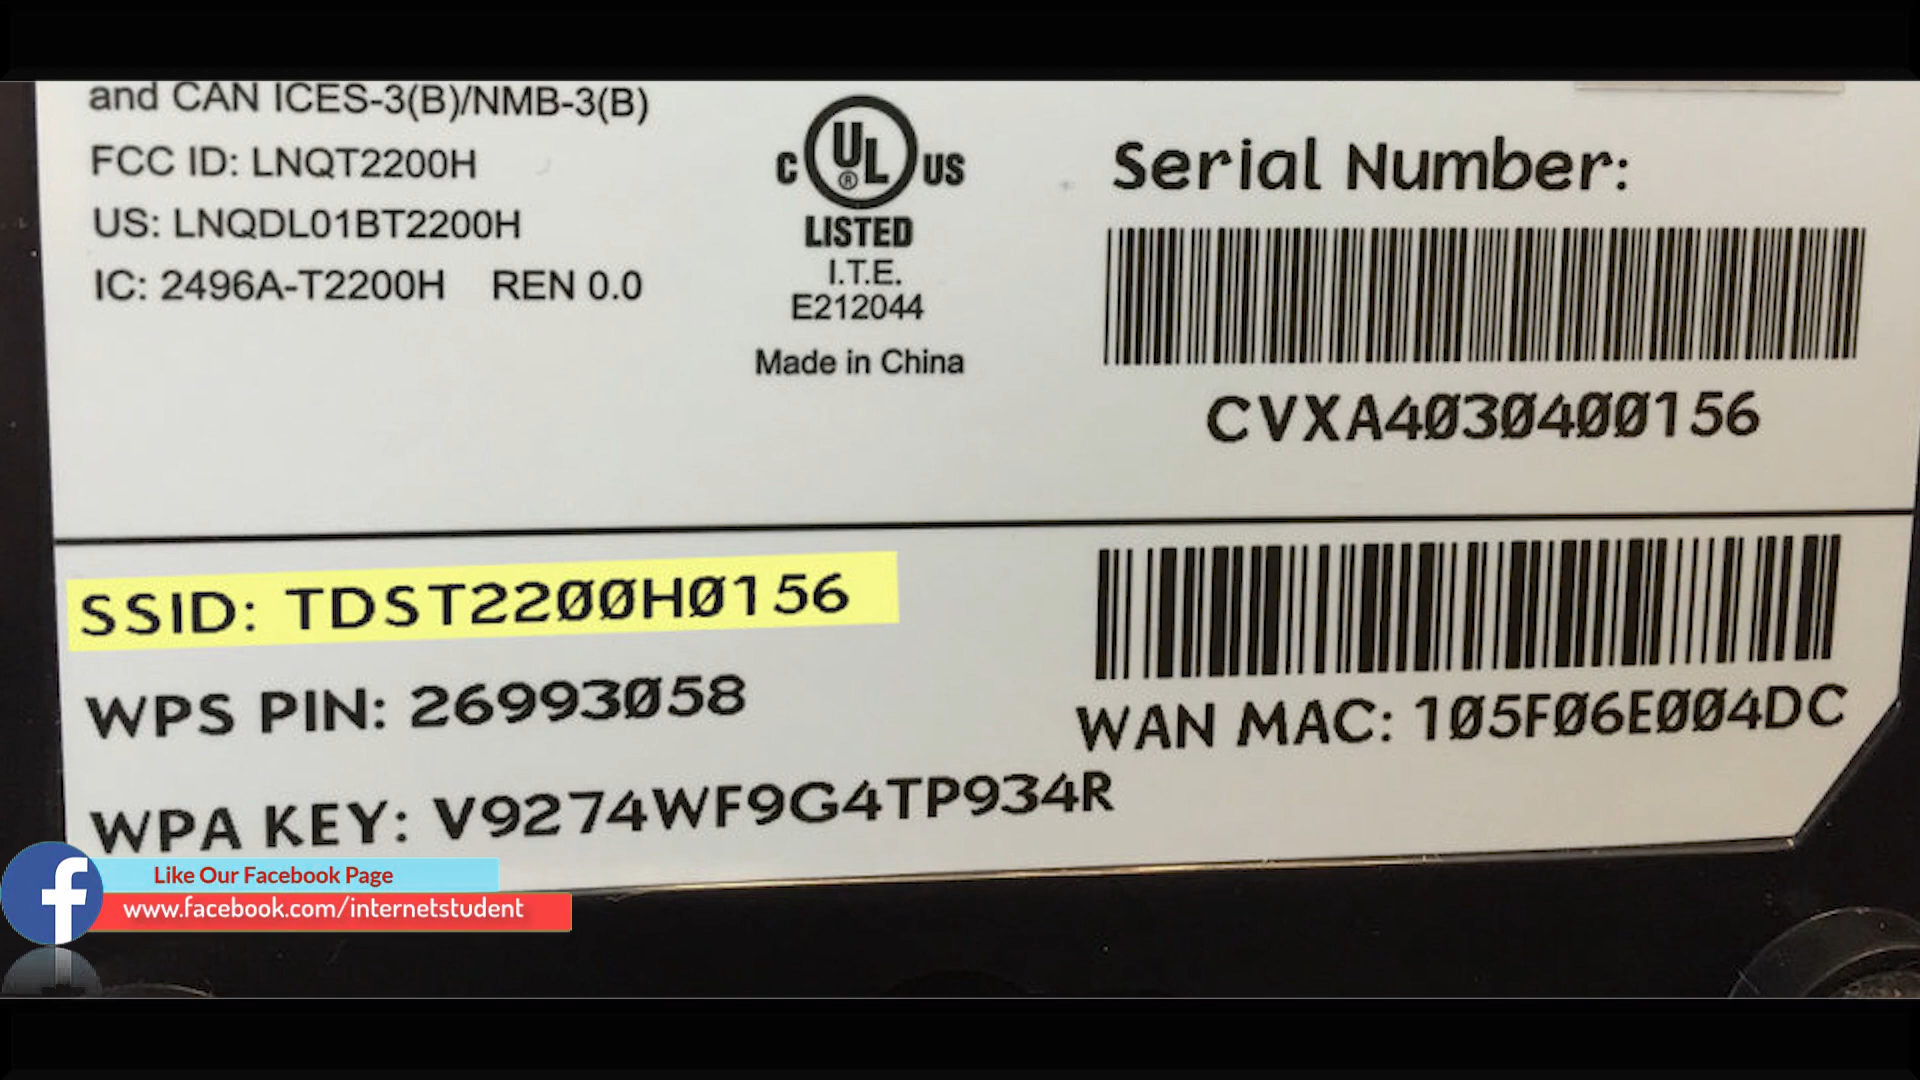 and CAN ICES-3(B)/NMB-3(B)
FCC ID: LNQT2200H
US: LNQDL01BT2200H
IC: 2496A-T2200H REN 0.0
C UL ® US
LISTED
I.T.E.
E212044
Made in China
Serial Number:
CVXA4030400156
SSID: TDST2200H0156
WPS PIN: 26993058
WPA KEY: V9274WF9G4TP934R
WAN MAC: 105F06E004DC
f
Like Our Facebook Page
www.facebook.com/internetstudent